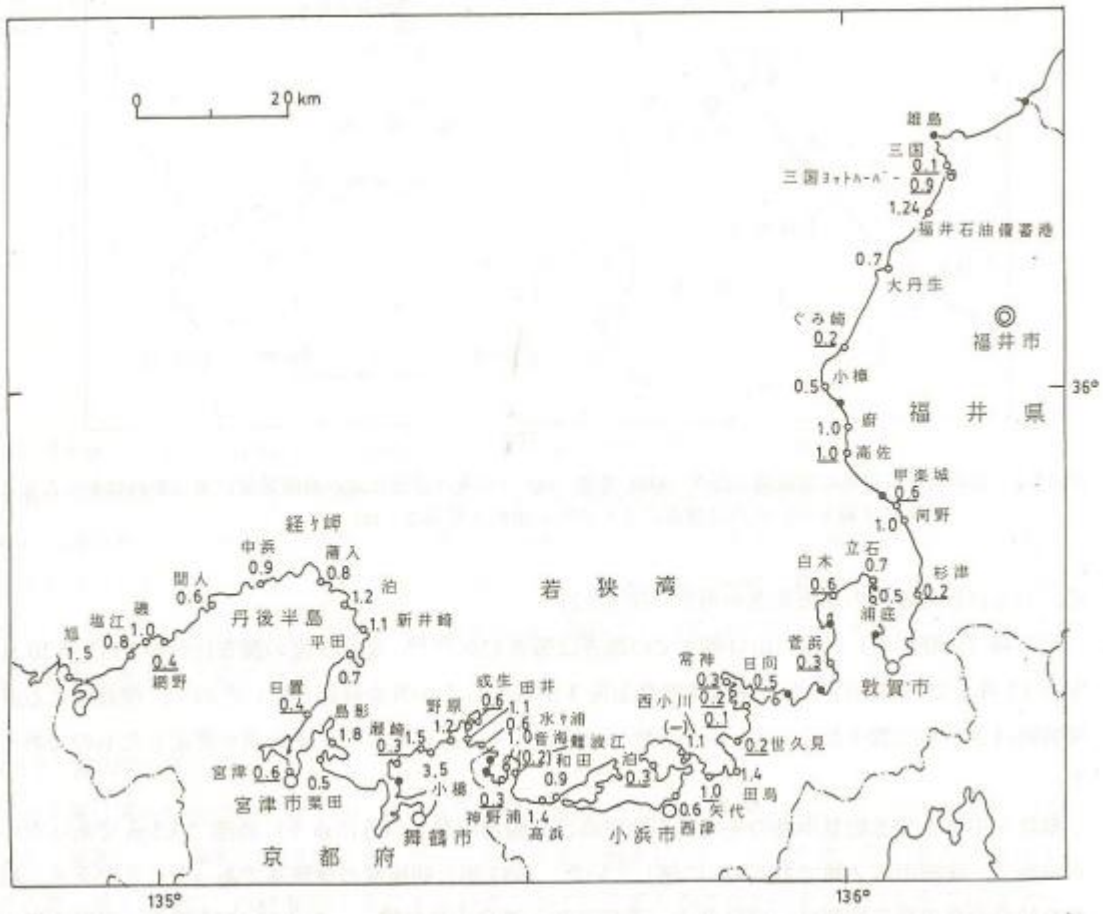 0 20 km
雄島
三国
0.1
三国ヨットハーバー
0.9
1.24
福井石油備蓄港
0.7
大丹生
ぐみ崎
0.2
福井市
36°
0.5 小樟
福井県
1.0 府
1.0 高佐
甲楽城
0.6
1.0 河野
経ヶ岬
中浜
0.9
蒲入
0.8
間人
0.6
泊
1.2
若狭湾
白木
0.6
立石
0.7
0.5
浦底
杉津
0.2
磯
1.0
塩江
0.8
旭
1.5
0.4
網野
丹後半島
1.1 新井崎
平田
0.7
菅浜
0.3
敦賀市
常神
0.3
日向
0.5
西小川
0.2
0.1
(-)
1.1
0.2 世久見
日置
0.4
島影
1.8
瀬崎
0.3
1.5
野原
1.2
成生
0.6
田井
1.1
0.6
水ヶ浦
1.0
音海
(0.2)
難波江
和田
0.9
泊
0.3
1.4
田烏
1.0
矢代
0.6
西津
宮津
0.6
宮津市
0.5
栗田
3.5
小橋
0.3
神野浦
1.4
高浜
小浜市
舞鶴市
京都府
135°
136°